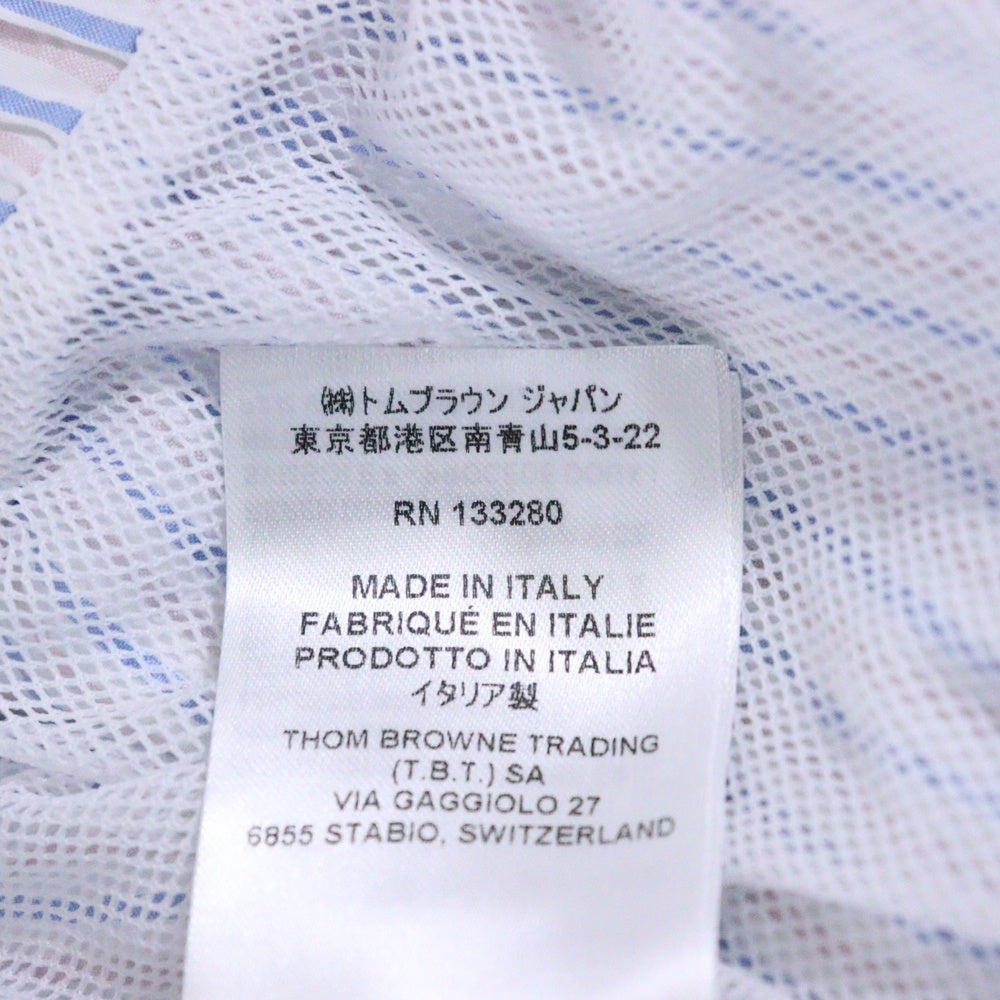 ㈱トムブラウン ジャパン
東京都港区南青山5-3-22
RN 133280
MADE IN ITALY
FABRIQUÉ EN ITALIE
PRODOTTO IN ITALIA
イタリア製
THOM BROWNE TRADING
(T.B.T.) SA
VIA GAGGIOLO 27
6855 STABIO, SWITZERLAND